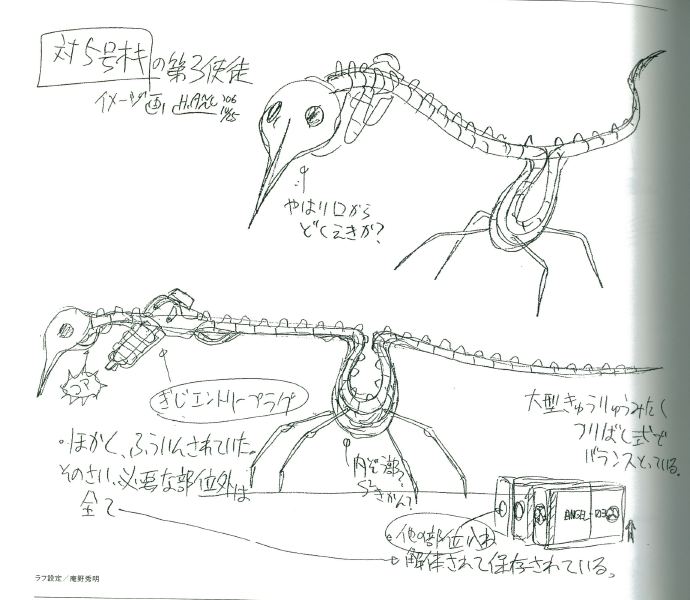 対5号機の第3使徒
イメージ画, H.ANO '06
やはり口から
どくえきか?
コア
ぎじエントリープラグ
大型きょうりゅうみたく
つりばし式で
バランスとっている。
。ほかく、ふういんされていた。
そのさい、必要な部位外は
全て
内ぞう部?
S²きかん?
ANGEL-03
他の部位入れ
解体されて保存されている。
ラフ設定/庵野秀明